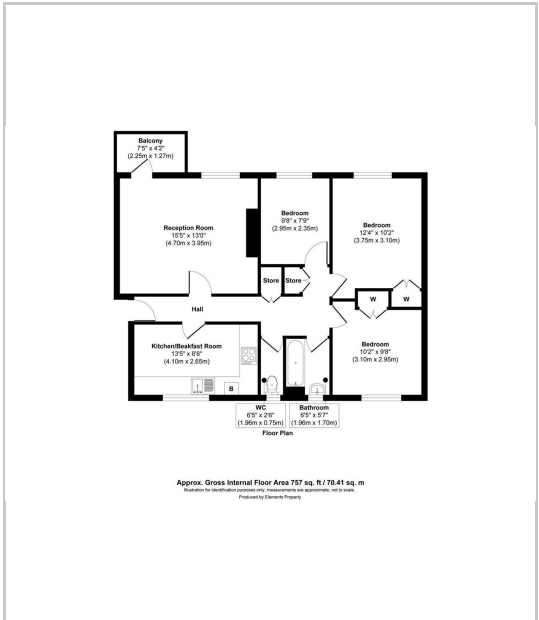 Balcony
7'5" x 4'2"
(2.25m x 1.27m)
Reception Room
15'5" x 13'0"
(4.70m x 3.95m)
Bedroom
9'8" x 7'9"
(2.95m x 2.35m)
Bedroom
12'4" x 10'2"
(3.75m x 3.10m)
Store
Store
W
W
Hall
Kitchen/Breakfast Room
13'5" x 8'8"
(4.10m x 2.65m)
B
Bedroom
10'2" x 9'8"
(3.10m x 2.95m)
WC
6'5" x 2'6"
(1.96m x 0.75m)
Bathroom
6'5" x 5'7"
(1.96m x 1.70m)
Floor Plan
Approx. Gross Internal Floor Area 757 sq. ft / 70.41 sq. m
Illustration for identification purposes only, measurements are approximate, not to scale.
Produced by Elements Property